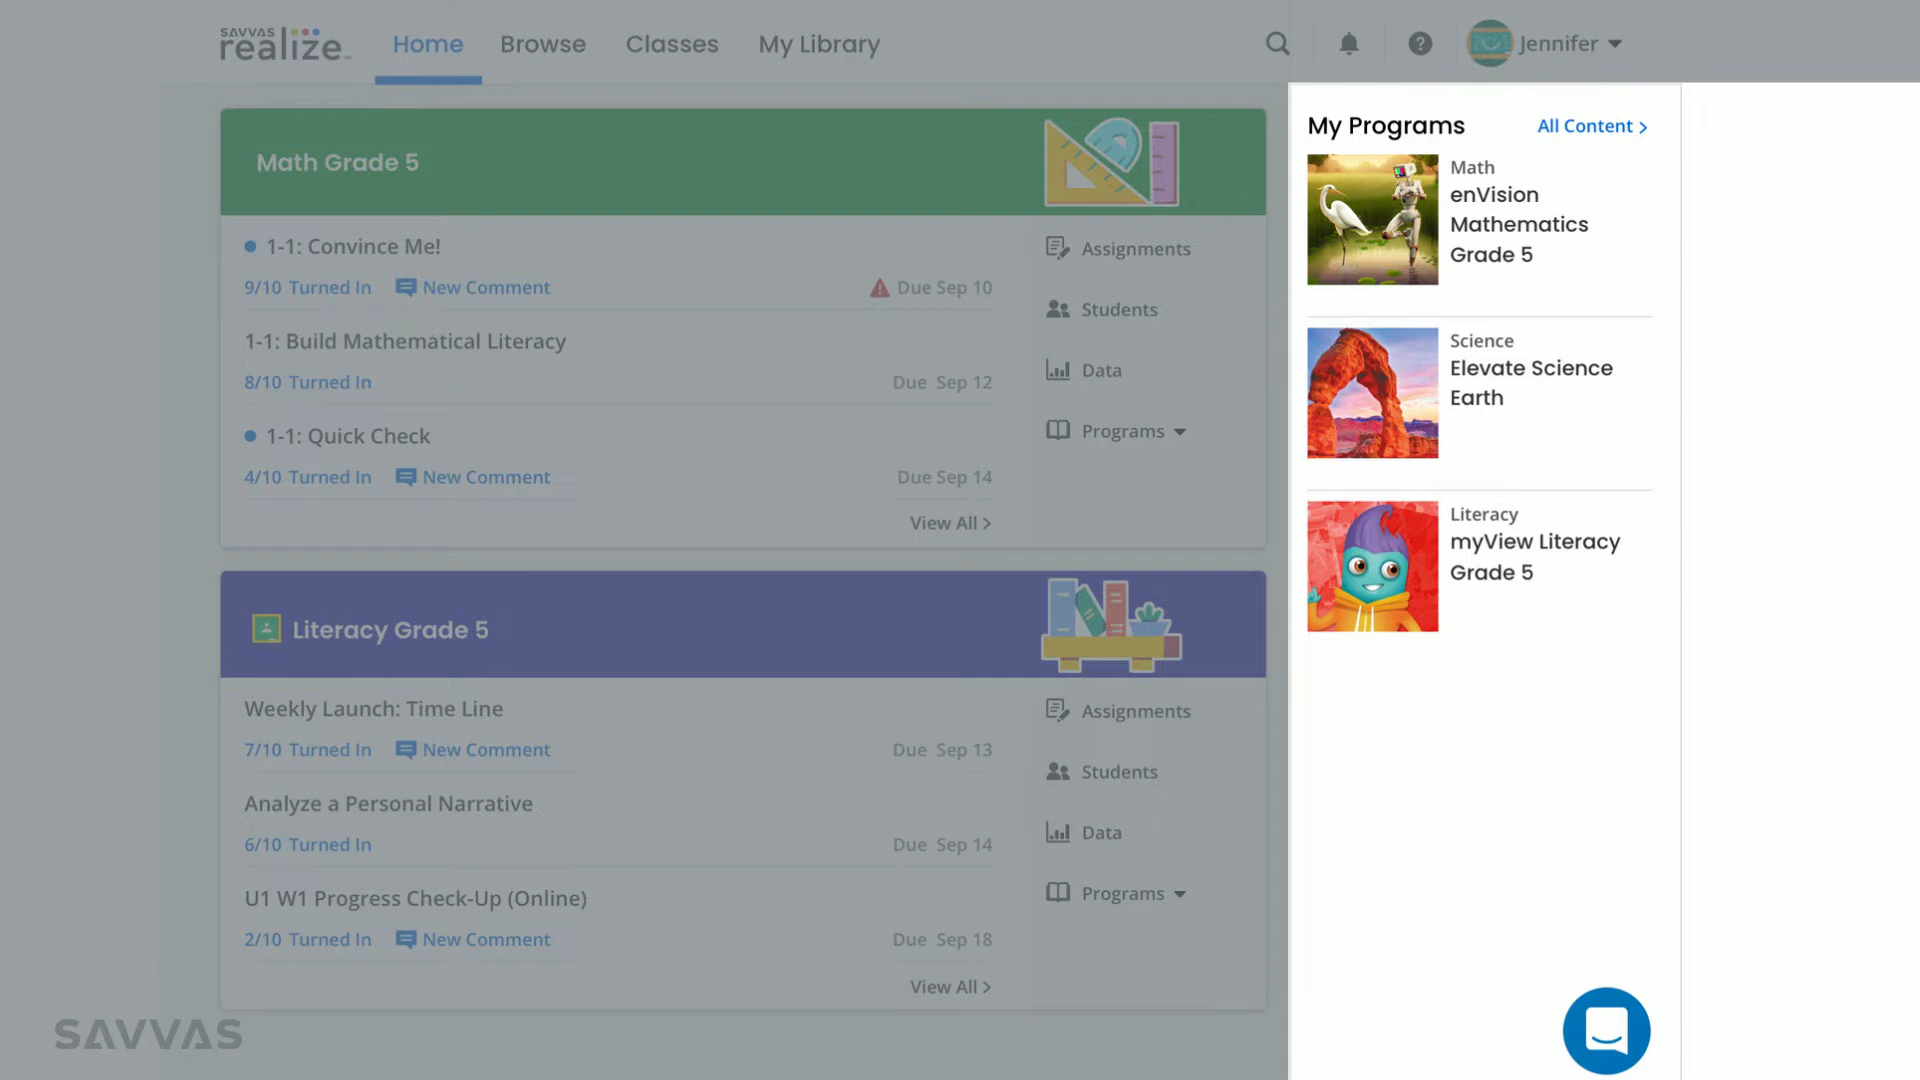 SAVVAS
realize
Home
Browse
Classes
My Library
Jennifer
Math Grade 5
1-1: Convince Me!
9/10 Turned In
New Comment
Due Sep 10
1-1: Build Mathematical Literacy
8/10 Turned In
Due Sep 12
1-1: Quick Check
4/10 Turned In
New Comment
Due Sep 14
View All >
Assignments
Students
Data
Programs
Literacy Grade 5
Weekly Launch: Time Line
7/10 Turned In
New Comment
Due Sep 13
Analyze a Personal Narrative
6/10 Turned In
Due Sep 14
U1 W1 Progress Check-Up (Online)
2/10 Turned In
New Comment
Due Sep 18
View All >
Assignments
Students
Data
Programs
My Programs
All Content >
Math
enVision
Mathematics
Grade 5
Science
Elevate Science
Earth
Literacy
myView Literacy
Grade 5
SAVVAS